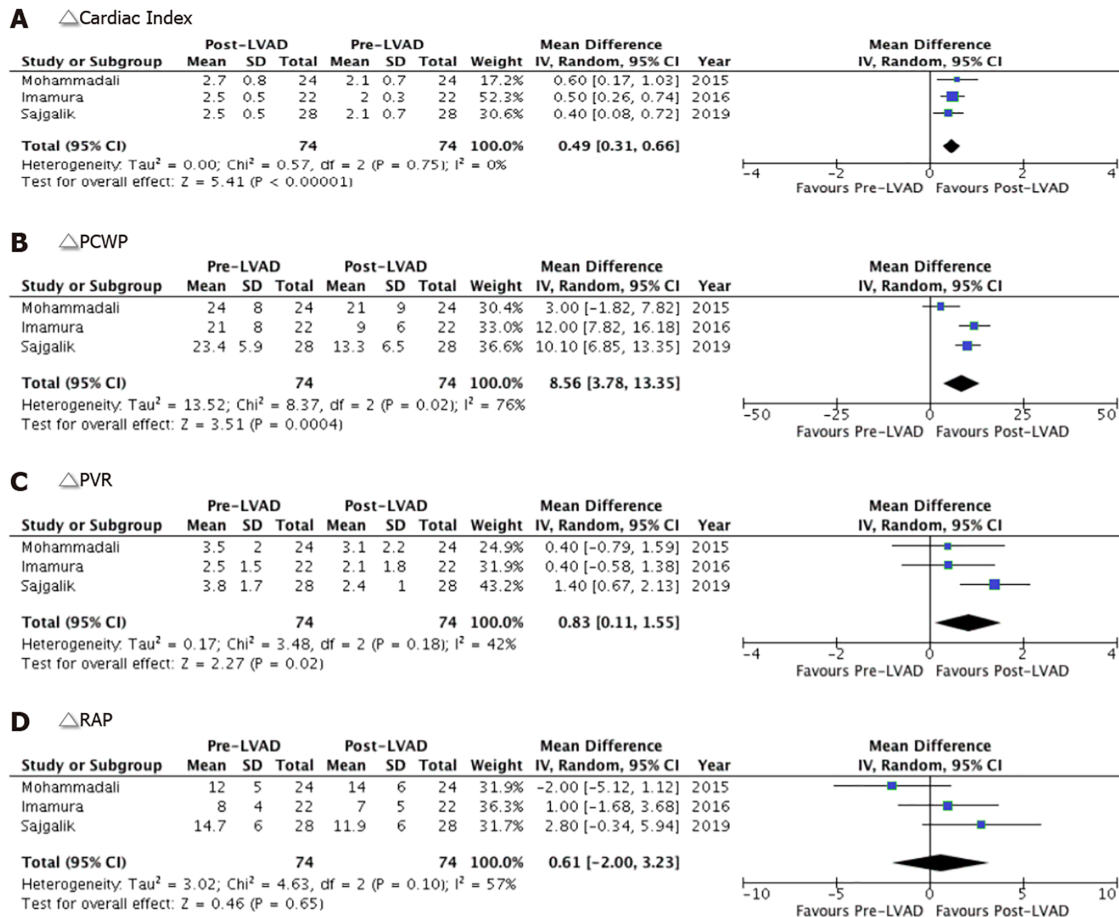 A △Cardiac Index
Post-LVAD Pre-LVAD Mean Difference Mean Difference
Study or Subgroup Mean SD Total Mean SD Total Weight IV, Random, 95% CI Year IV, Random, 95% CI
Mohammadali 2.7 0.8 24 2.1 0.7 24 17.2% 0.60 [0.17, 1.03] 2015
Imamura 2.5 0.5 22 2 0.3 22 52.3% 0.50 [0.26, 0.74] 2016
Sajgalik 2.5 0.5 28 2.1 0.7 28 30.6% 0.40 [0.08, 0.72] 2019
Total (95% CI) 74 74 100.0% 0.49 [0.31, 0.66]
Heterogeneity: Tau² = 0.00; Chi² = 0.57, df = 2 (P = 0.75); I² = 0%
Test for overall effect: Z = 5.41 (P < 0.00001)
-4 -2 0 2 4
Favours Pre-LVAD Favours Post-LVAD
B △PCWP
Pre-LVAD Post-LVAD Mean Difference Mean Difference
Study or Subgroup Mean SD Total Mean SD Total Weight IV, Random, 95% CI Year IV, Random, 95% CI
Mohammadali 24 8 24 21 9 24 30.4% 3.00 [-1.82, 7.82] 2015
Imamura 21 8 22 9 6 22 33.0% 12.00 [7.82, 16.18] 2016
Sajgalik 23.4 5.9 28 13.3 6.5 28 36.6% 10.10 [6.85, 13.35] 2019
Total (95% CI) 74 74 100.0% 8.56 [3.78, 13.35]
Heterogeneity: Tau² = 13.52; Chi² = 8.37, df = 2 (P = 0.02); I² = 76%
Test for overall effect: Z = 3.51 (P = 0.0004)
-50 -25 0 25 50
Favours Pre-LVAD Favours Post-LVAD
C △PVR
Pre-LVAD Post-LVAD Mean Difference Mean Difference
Study or Subgroup Mean SD Total Mean SD Total Weight IV, Random, 95% CI Year IV, Random, 95% CI
Mohammadali 3.5 2 24 3.1 2.2 24 24.9% 0.40 [-0.79, 1.59] 2015
Imamura 2.5 1.5 22 2.1 1.8 22 31.9% 0.40 [-0.58, 1.38] 2016
Sajgalik 3.8 1.7 28 2.4 1 28 43.2% 1.40 [0.67, 2.13] 2019
Total (95% CI) 74 74 100.0% 0.83 [0.11, 1.55]
Heterogeneity: Tau² = 0.17; Chi² = 3.48, df = 2 (P = 0.18); I² = 42%
Test for overall effect: Z = 2.27 (P = 0.02)
-4 -2 0 2 4
Favours Pre-LVAD Favours Post-LVAD
D △RAP
Pre-LVAD Post-LVAD Mean Difference Mean Difference
Study or Subgroup Mean SD Total Mean SD Total Weight IV, Random, 95% CI Year IV, Random, 95% CI
Mohammadali 12 5 24 14 6 24 31.9% -2.00 [-5.12, 1.12] 2015
Imamura 8 4 22 7 5 22 36.3% 1.00 [-1.68, 3.68] 2016
Sajgalik 14.7 6 28 11.9 6 28 31.7% 2.80 [-0.34, 5.94] 2019
Total (95% CI) 74 74 100.0% 0.61 [-2.00, 3.23]
Heterogeneity: Tau² = 3.02; Chi² = 4.63, df = 2 (P = 0.10); I² = 57%
Test for overall effect: Z = 0.46 (P = 0.65)
-10 -5 0 5 10
Favours Pre-LVAD Favours Post-LVAD